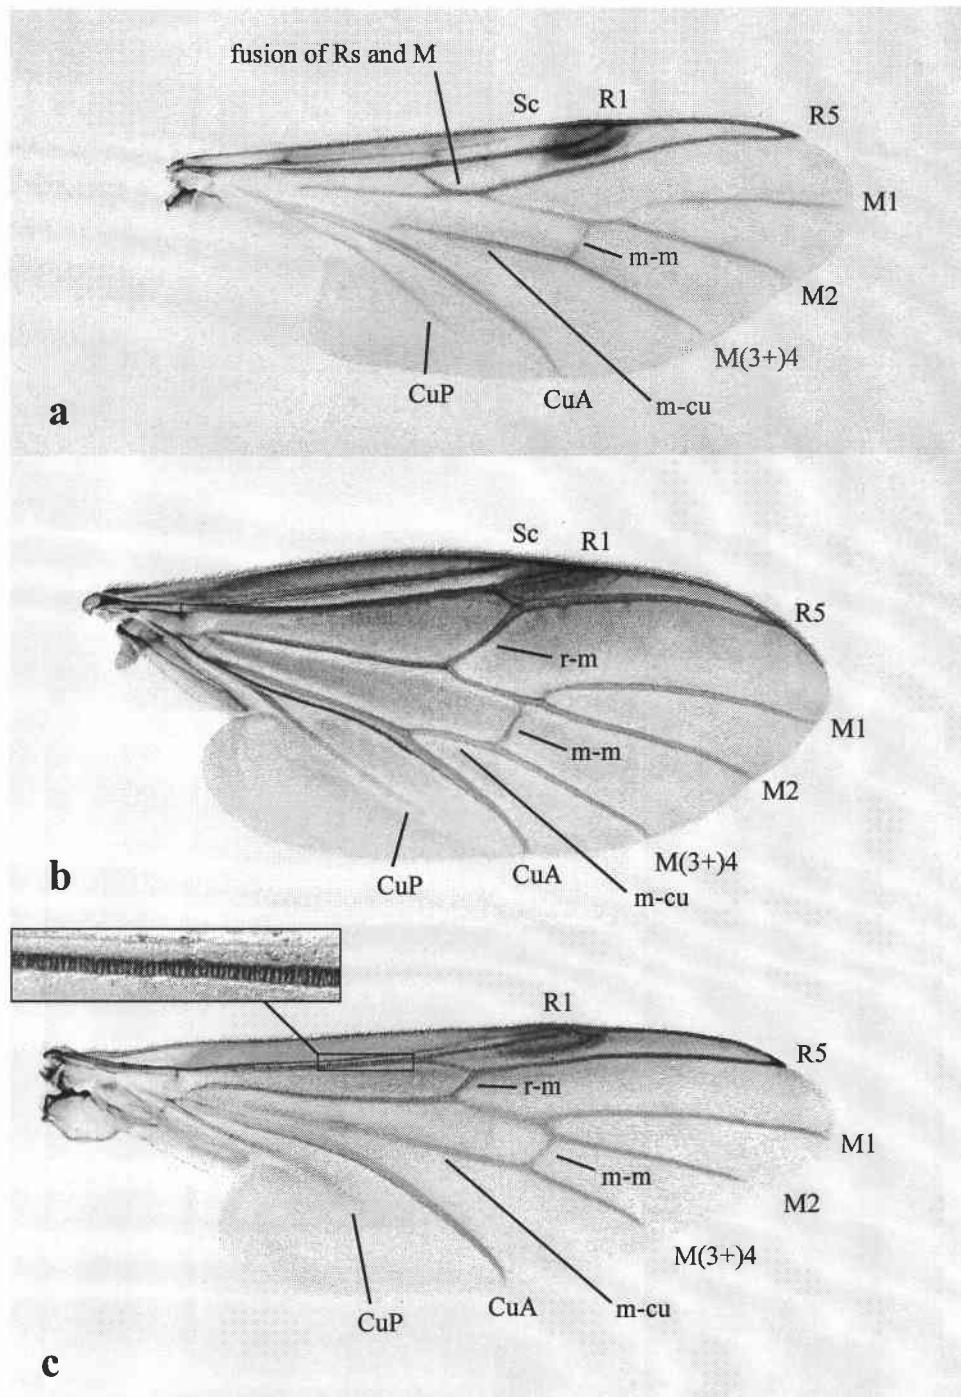 fusion of Rs and M
Sc
R1
R5
M1
m-m
M2
M(3+)4
CuP
CuA
m-cu
a
Sc
R1
R5
r-m
M1
m-m
M2
M(3+)4
CuA
CuP
m-cu
b
R1
R5
r-m
M1
m-m
M2
M(3+)4
CuA
m-cu
CuP
c